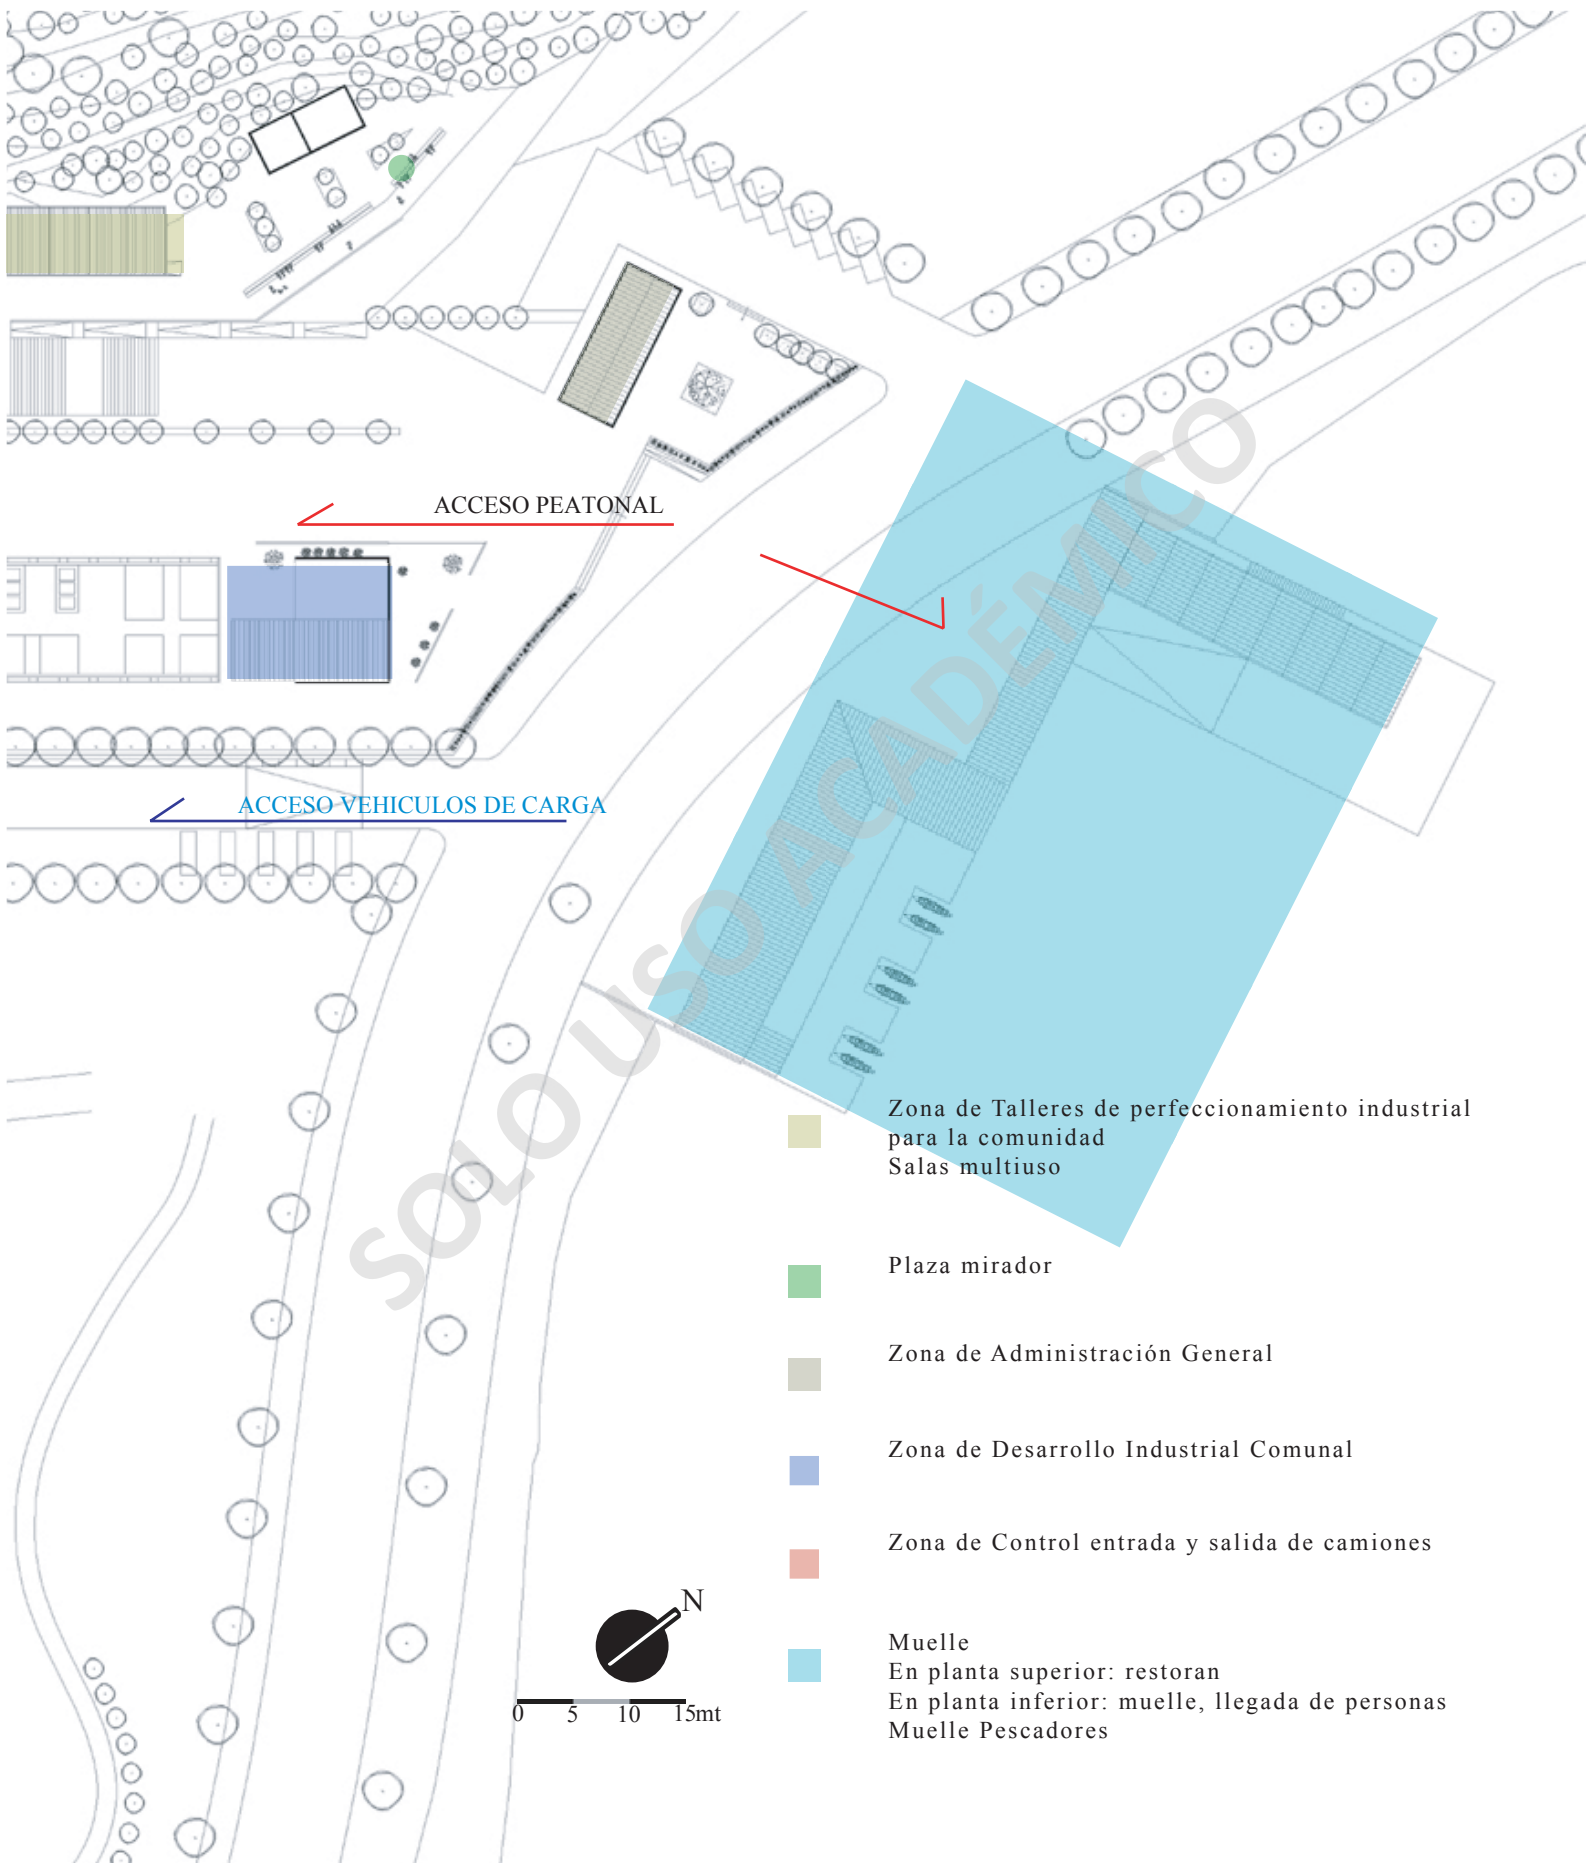 ACCESO PEATONAL
ACCESO VEHICULOS DE CARGA
SOLO USO ACADÉMICO
Zona de Talleres de perfeccionamiento industrial
para la comunidad
Salas multiuso
Plaza mirador
Zona de Administración General
Zona de Desarrollo Industrial Comunal
Zona de Control entrada y salida de camiones
N
0 5 10 15mt
Muelle
En planta superior: restoran
En planta inferior: muelle, llegada de personas
Muelle Pescadores